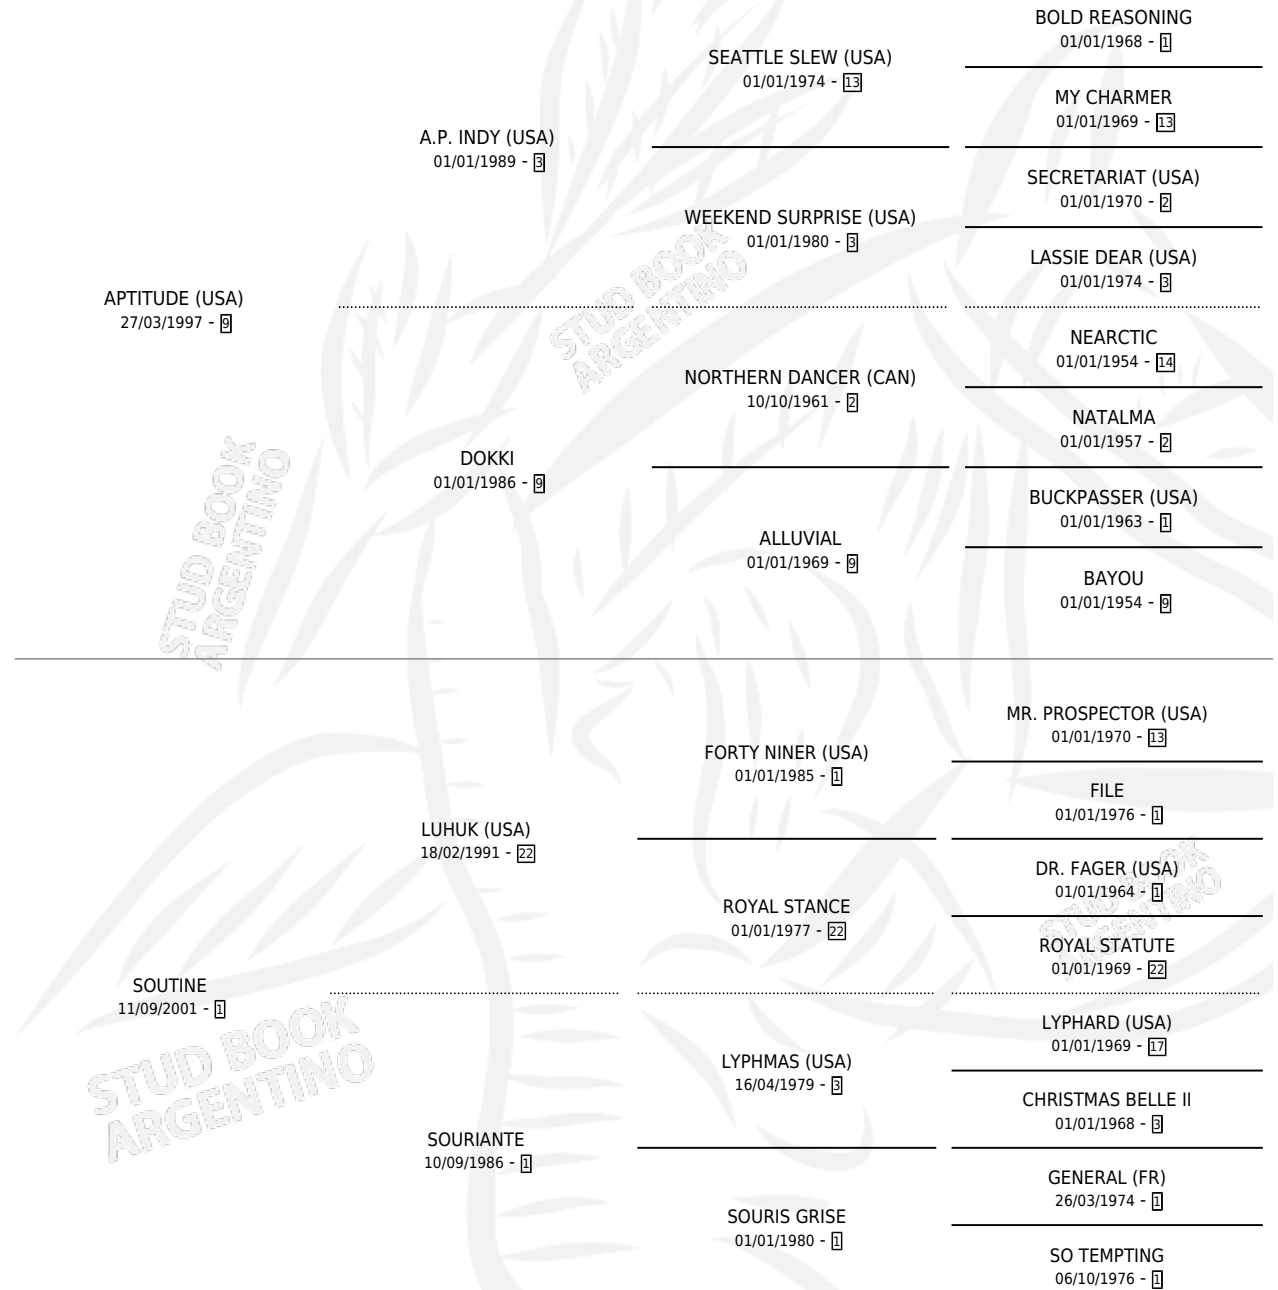 BOLD REASONING
01/01/1968 - 1
SEATTLE SLEW (USA)
01/01/1974 - 13
MY CHARMER
01/01/1969 - 13
A.P. INDY (USA)
01/01/1989 - 3
SECRETARIAT (USA)
01/01/1970 - 2
WEEKEND SURPRISE (USA)
01/01/1980 - 3
LASSIE DEAR (USA)
01/01/1974 - 3
APTITUDE (USA)
27/03/1997 - 9
NEARCTIC
01/01/1954 - 14
NORTHERN DANCER (CAN)
10/10/1961 - 2
NATALMA
01/01/1957 - 2
DOKKI
01/01/1986 - 9
BUCKPASSER (USA)
01/01/1963 - 1
ALLUVIAL
01/01/1969 - 9
BAYOU
01/01/1954 - 9
MR. PROSPECTOR (USA)
01/01/1970 - 13
FORTY NINER (USA)
01/01/1985 - 1
FILE
01/01/1976 - 1
LUHUK (USA)
18/02/1991 - 22
DR. FAGER (USA)
01/01/1964 - 1
ROYAL STANCE
01/01/1977 - 22
ROYAL STATUTE
01/01/1969 - 22
SOUTINE
11/09/2001 - 1
LYPHARD (USA)
01/01/1969 - 17
LYPHMAS (USA)
16/04/1979 - 3
CHRISTMAS BELLE II
01/01/1968 - 3
SOURIANTE
10/09/1986 - 1
GENERAL (FR)
26/03/1974 - 1
SOURIS GRISE
01/01/1980 - 1
SO TEMPTING
06/10/1976 - 1
STUD BOOK
ARGENTINO
STUD BOOK
ARGENTINO
STUD BOOK
ARGENTINO
STUD BOOK
ARGENTINO